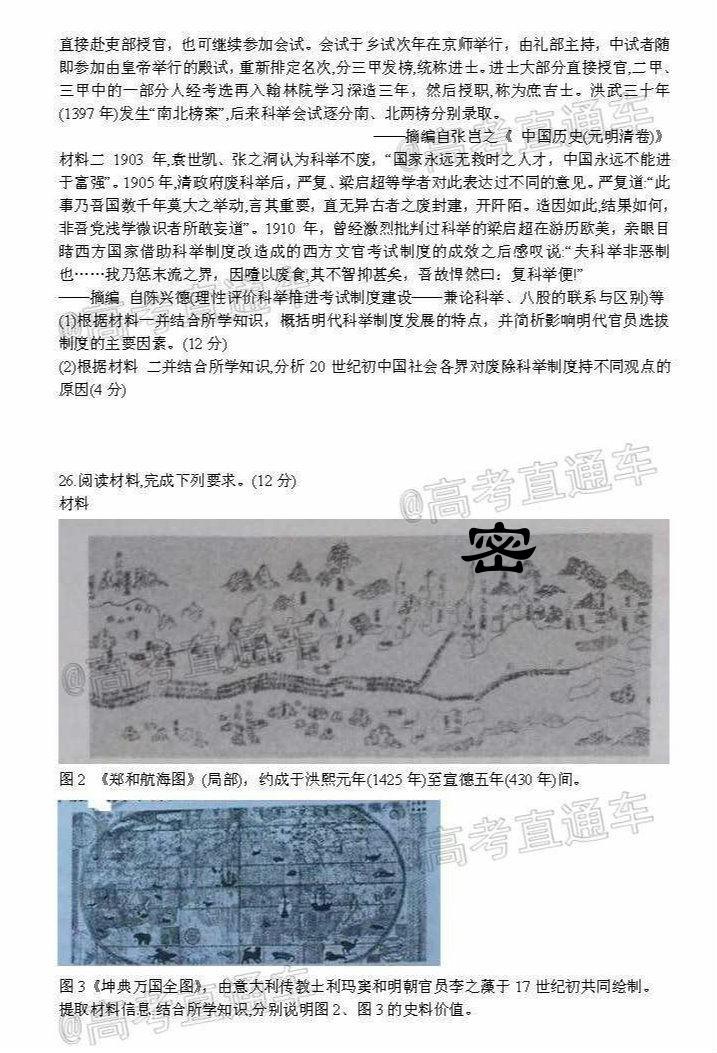 直接赴吏部授官，也可继续参加会试。会试于乡试次年在京师举行，由礼部主持，中试者随
即参加由皇帝举行的殿试，重新排定名次,分三甲发榜,统称进士。进士大部分直接授官,二甲、
三甲中的一部分人经考选再入翰林院学习深造三年，然后授职,称为庶吉士。洪武三十年
(1397 年)发生“南北榜案”,后来科举会试逐分南、北两榜分别录取。
——摘编自张岂之《 中国历史(元明清卷)》
材料二 1903 年,袁世凯、张之洞认为科举不废，“国家永远无救时之人才，中国永远不能进
于富强”。1905 年,清政府废科举后，严复、梁启超等学者对此表达过不同的意见。严复道:“此
事乃吾国数千年莫大之举动,言其重要，直无异古者之废封建，开阡陌。造因如此,结果如何,
非吾党浅学微识者所敢妄道”。1910 年，曾经激烈批判过科举的梁启超在游历欧美，亲眼目
睹西方国家借助科举制度改造成的西方文官考试制度的成效之后感叹说:“夫科举非恶制
也……我乃惩末流之界，因噎以废食,其不智抑甚矣，吾故悍然曰：复科举便!”
——摘编 自陈兴德(理性评价科举推进考试制度建设——兼论科举、八股的联系与区别)等
(1)根据材料一并结合所学知识，概括明代科举制度发展的特点，并简析影响明代官员选拔
制度的主要因素。(12 分)
(2)根据材料 二并结合所学知识,分析 20 世纪初中国社会各界对废除科举制度持不同观点的
原因(4 分)
26.阅读材料,完成下列要求。(12 分)
@高考直通车
材料
密
@高考直通车
图 2 《郑和航海图》(局部)，约成于洪熙元年(1425 年)至宣德五年(430 年)间。
@高考直通车
图 3《坤典万国全图》，由意大利传教士利玛窦和明朝官员李之藻于 17 世纪初共同绘制。
提取材料信息.结合所学知识,分别说明图 2、图 3 的史料价值。
@高考直通车